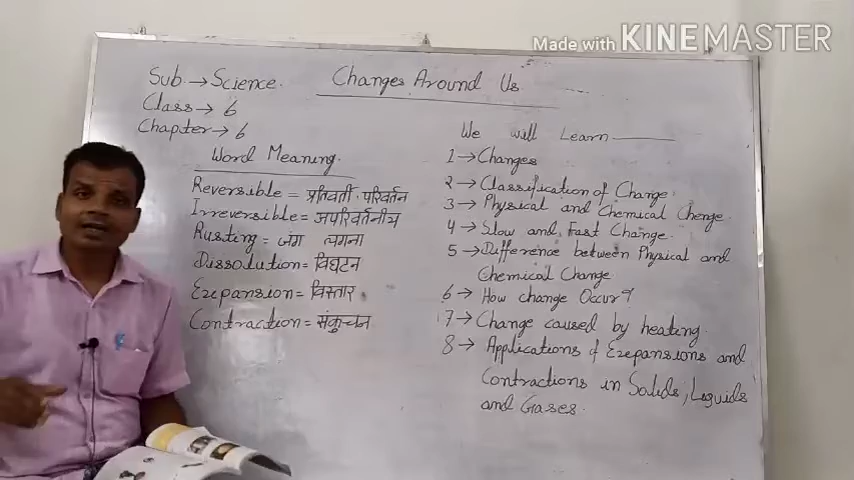 Made with KINEMASTER
Sub. → Science.
Changes Around Us
Class → 6
Chapter → 6
Word Meaning.
Reversible = प्रतिवर्ती परिवर्तन
Irreversible = अपरिवर्तनीय
Rusting = जंग लगना
Dissolution = विघटन
Exepansion = विस्तार
Contraction = संकुचन
We will Learn
1 → Changes
2 → Classification of Change
3 → Physical and Chemical Chenge.
4 → Slow and Fast Change.
5 → Difference between Physical and
Chemical Change
6 → How change Occur?
7 → Change caused by heating.
8 → Applications of Exepansions and
Contractions in Solids, Liquids
and Gases.